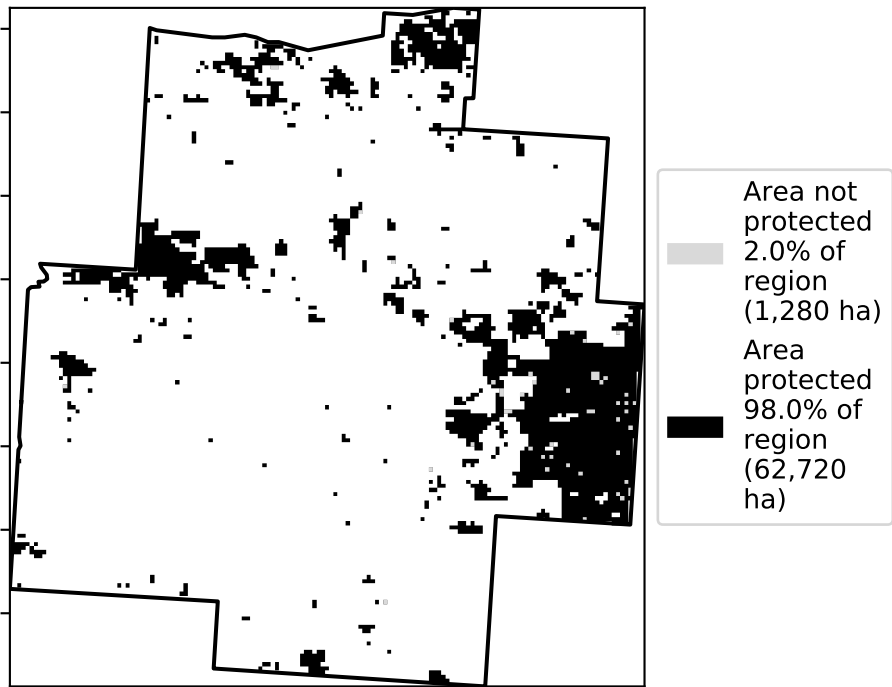 Area not
protected
2.0% of
region
(1,280 ha)
Area
protected
98.0% of
region
(62,720
ha)